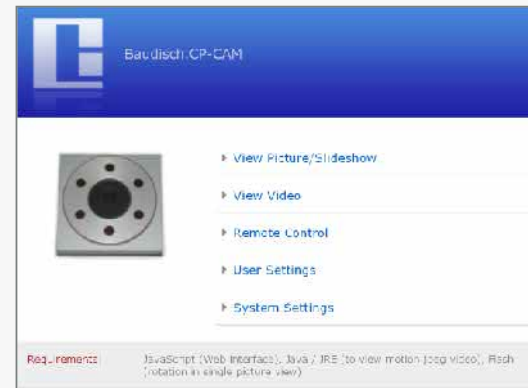 Baudisch.CP-CAM
View Picture/Slideshow
View Video
Remote Control
User Settings
System Settings
Requirements
JavaScript (Web Interface), Java / JRE (to view motion jpeg video), Flash
(rotation in single picture view)